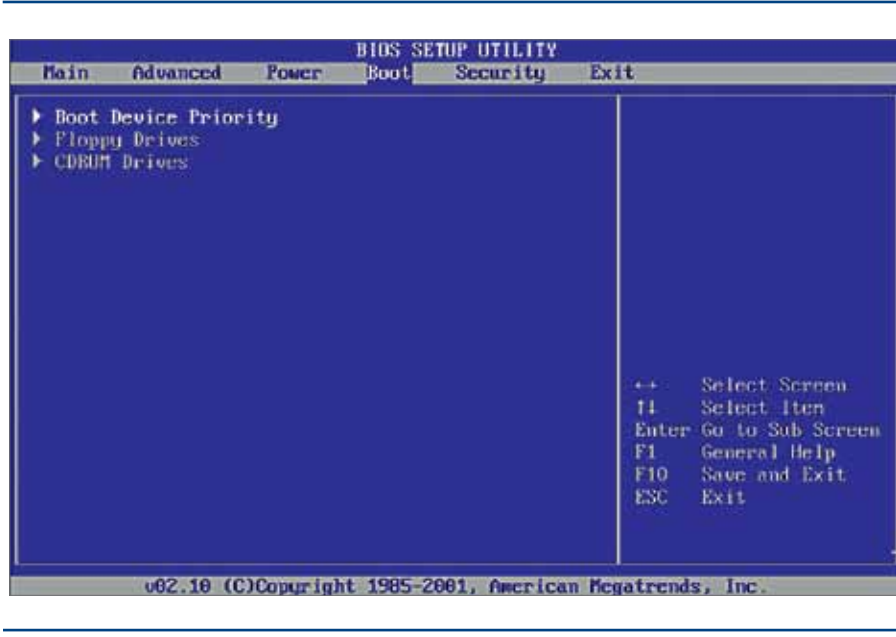 BIOS SETUP UTILITY
Main Advanced Power Boot Security Exit
Boot Device Priority
Floppy Drives
CDROM Drives
↔ Select Screen
↑↓ Select Item
Enter Go to Sub Screen
F1 General Help
F10 Save and Exit
ESC Exit
v02.10 (C)Copyright 1985-2001, American Megatrends, Inc.